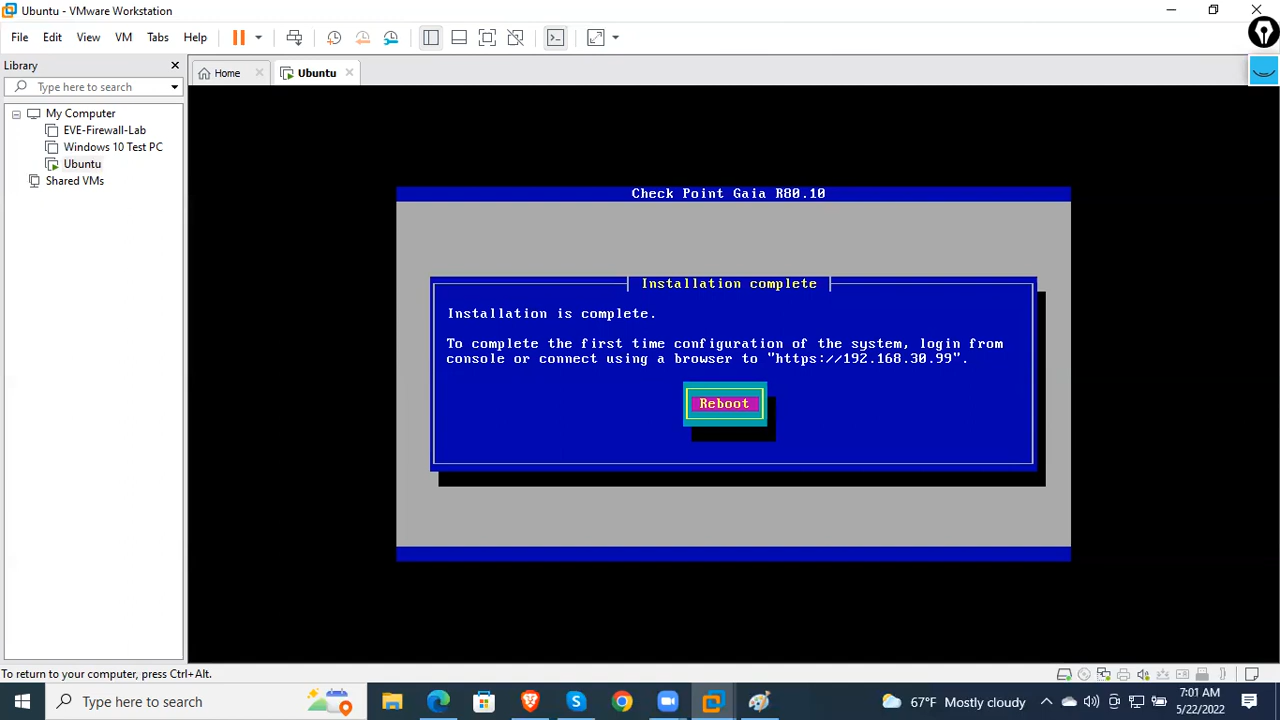 Ubuntu - VMware Workstation
File Edit View VM Tabs Help
Library
Type here to search
My Computer
EVE-Firewall-Lab
Windows 10 Test PC
Ubuntu
Shared VMs
Home
Ubuntu
Check Point Gaia R80.10
Installation complete
Installation is complete.
To complete the first time configuration of the system, login from
console or connect using a browser to "https://192.168.30.99".
Reboot
To return to your computer, press Ctrl+Alt.
Type here to search
67°F Mostly cloudy
7:01 AM
5/22/2022